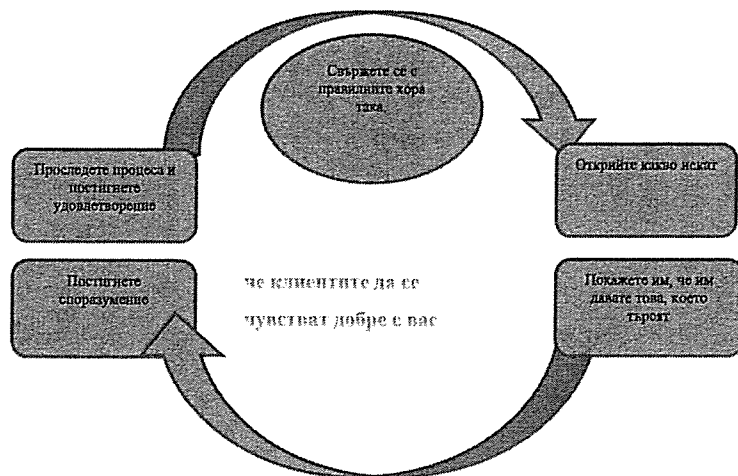 Свържете се с
правилните хора
така
Проследете процеса и
постигнете
удовлетворение
Открийте какво искат
Постигнете
споразумение
че клиентите да се
чувстват добре с вас
Покажете им, че им
давате това, което
търсят